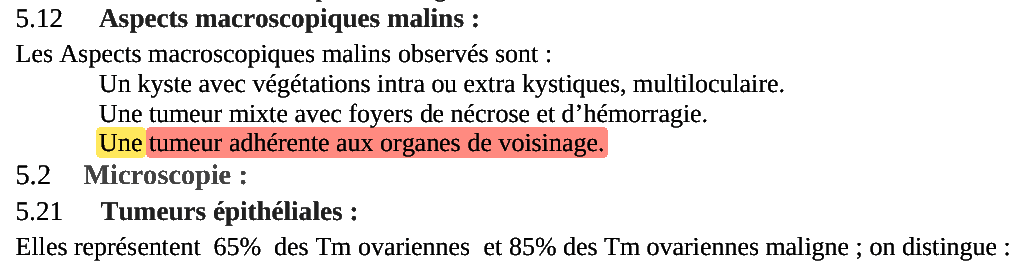 5.12 Aspects macroscopiques malins :
Les Aspects macroscopiques malins observés sont :
Un kyste avec végétations intra ou extra kystiques, multiloculaire.
Une tumeur mixte avec foyers de nécrose et d’hémorragie.
Une tumeur adhérente aux organes de voisinage.
5.2 Microscopie :
5.21 Tumeurs épithéliales :
Elles représentent 65% des Tm ovariennes et 85% des Tm ovariennes maligne ; on distingue :